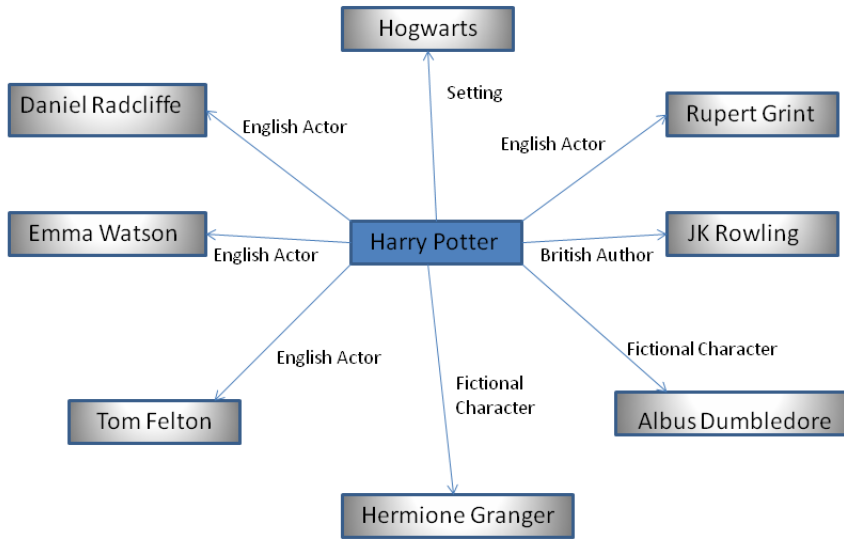 Hogwarts
Setting
Daniel Radcliffe
English Actor
Rupert Grint
English Actor
Emma Watson
English Actor
Harry Potter
JK Rowling
British Author
English Actor
Tom Felton
Fictional
Character
Fictional Character
Albus Dumbledore
Hermione Granger